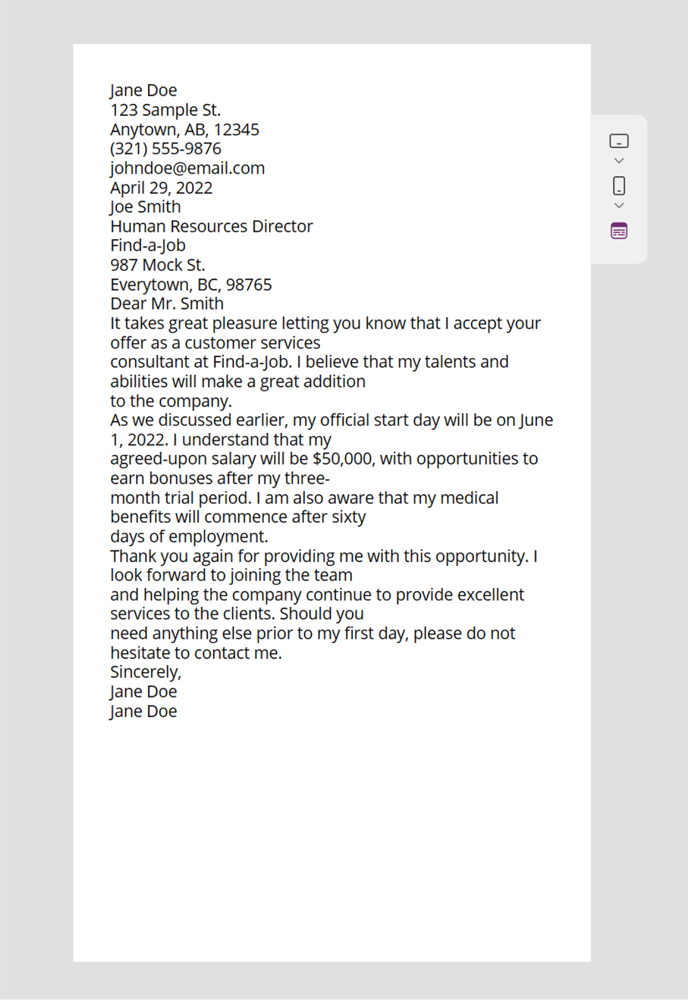 Jane Doe
123 Sample St.
Anytown, AB, 12345
(321) 555-9876
johndoe@email.com
April 29, 2022
Joe Smith
Human Resources Director
Find-a-Job
987 Mock St.
Everytown, BC, 98765
Dear Mr. Smith
It takes great pleasure letting you know that I accept your
offer as a customer services
consultant at Find-a-Job. I believe that my talents and
abilities will make a great addition
to the company.
As we discussed earlier, my official start day will be on June
1, 2022. I understand that my
agreed-upon salary will be $50,000, with opportunities to
earn bonuses after my three-
month trial period. I am also aware that my medical
benefits will commence after sixty
days of employment.
Thank you again for providing me with this opportunity. I
look forward to joining the team
and helping the company continue to provide excellent
services to the clients. Should you
need anything else prior to my first day, please do not
hesitate to contact me.
Sincerely,
Jane Doe
Jane Doe